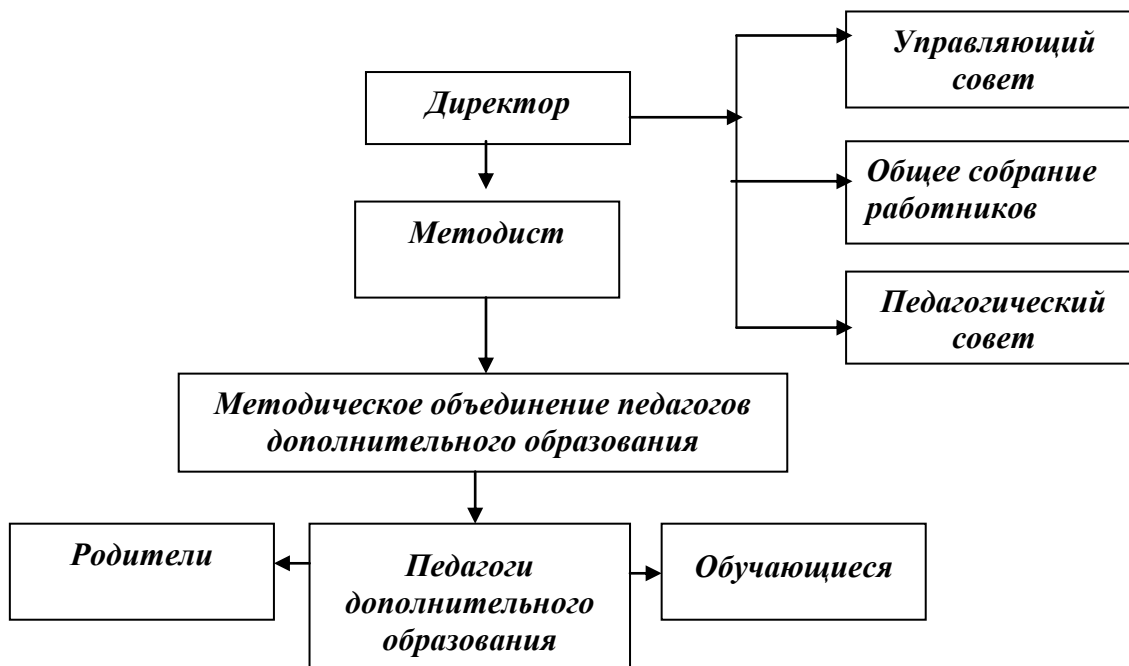 Управляющий
совет
Директор
Общее собрание
работников
Методист
Педагогический
совет
Методическое объединение педагогов
дополнительного образования
Родители
Педагоги
дополнительного
образования
Обучающиеся